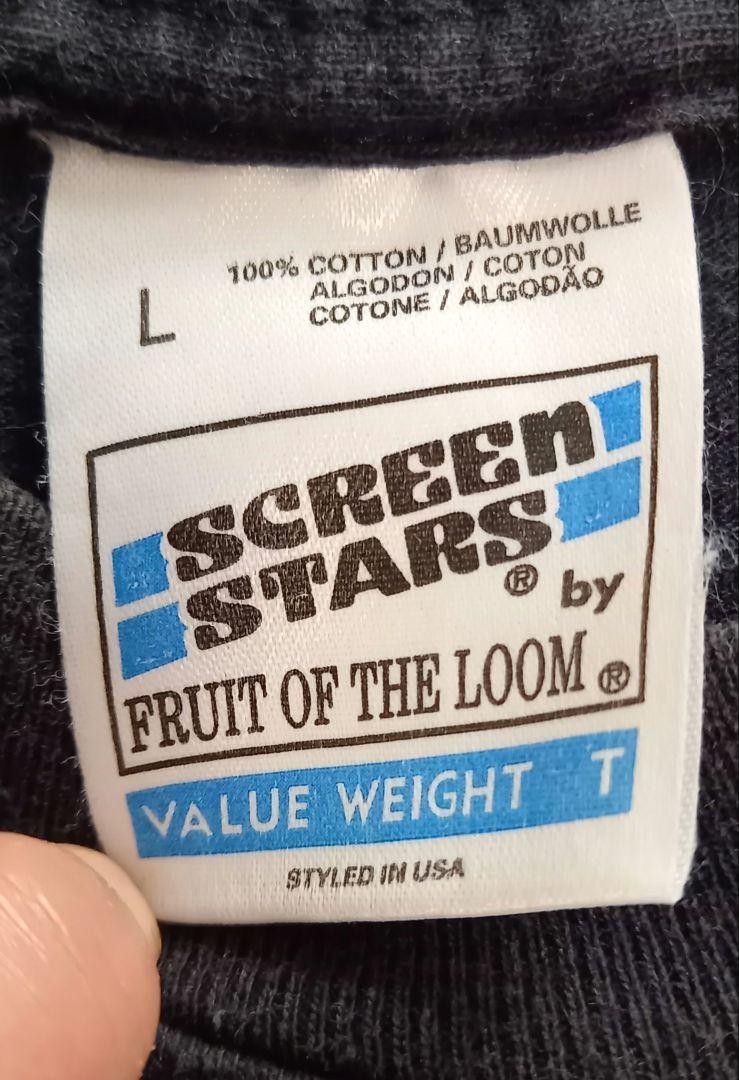 L
100% COTTON / BAUMWOLLE
ALGODON / COTON
COTONE / ALGODÃO
SCREEN
STARS® by
FRUIT OF THE LOOM®
VALUE WEIGHT T
STYLED IN USA